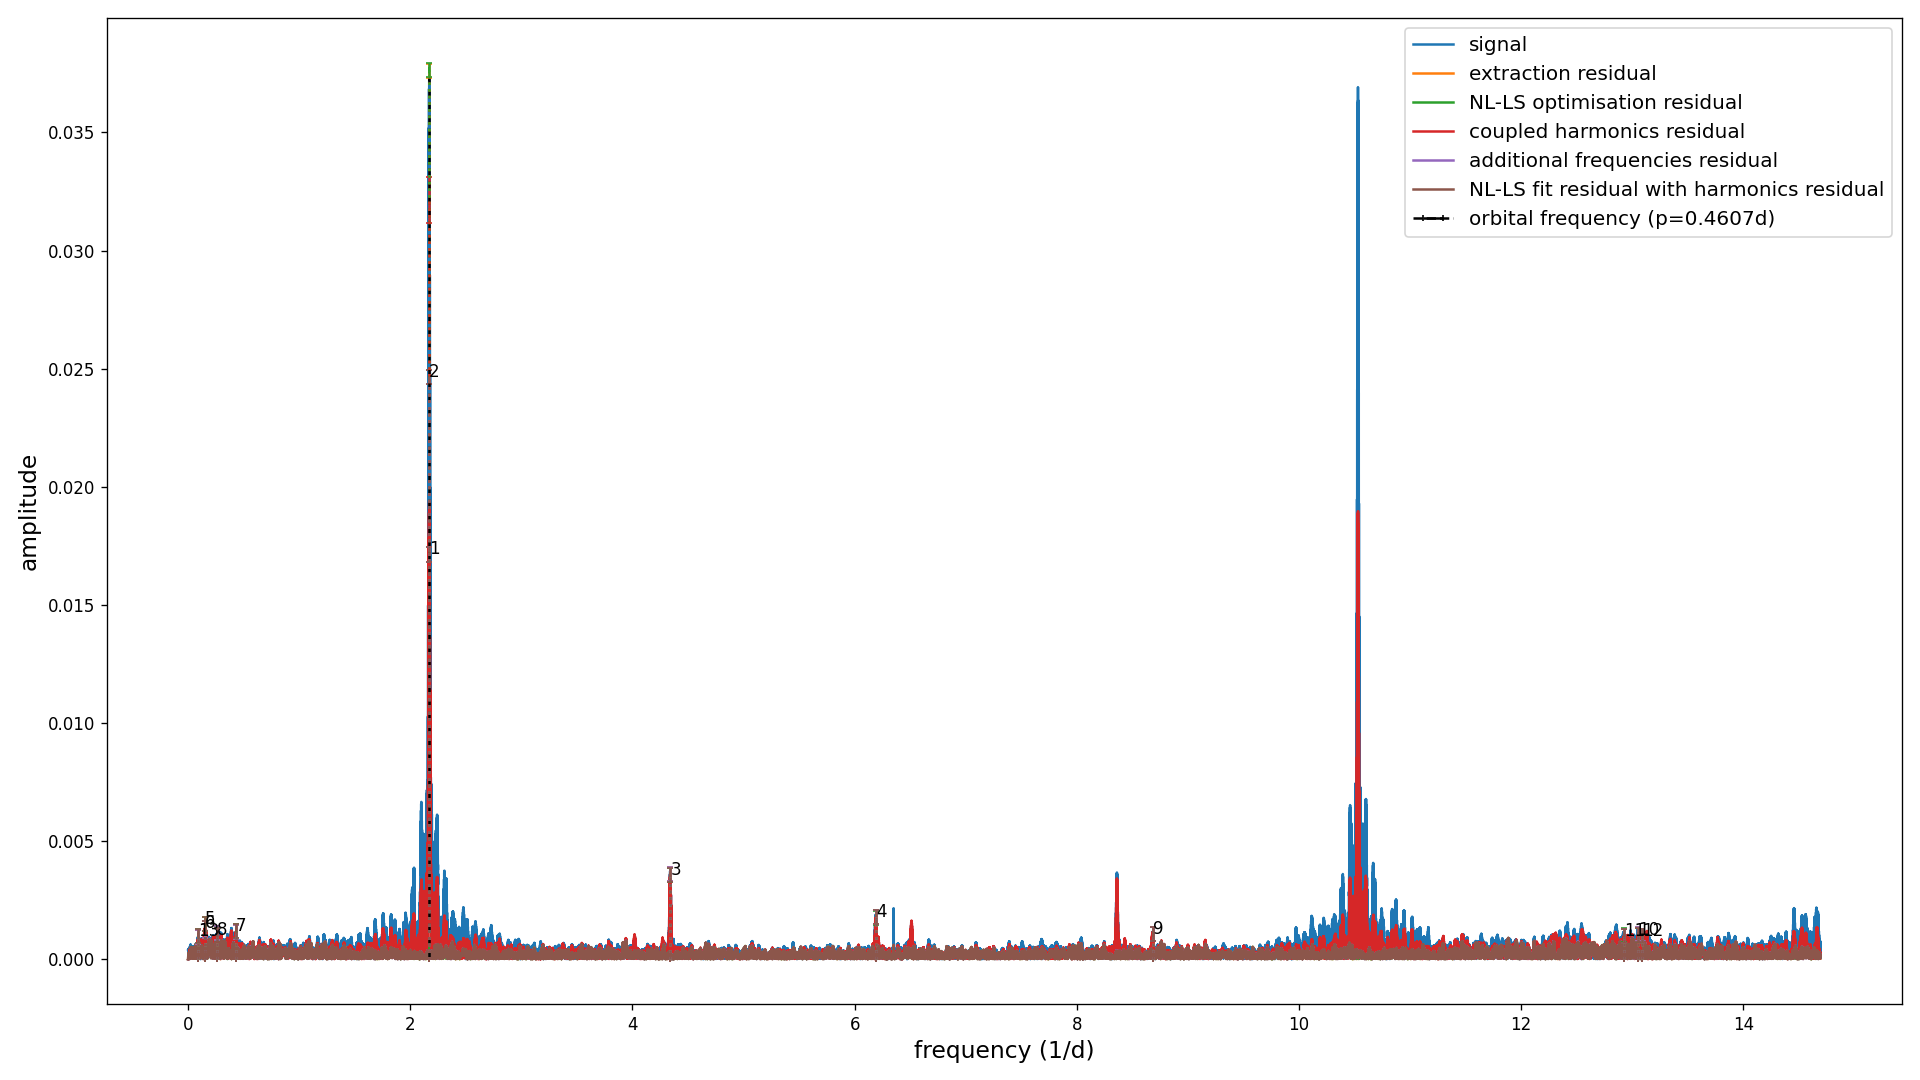 signal
extraction residual
NL-LS optimisation residual
coupled harmonics residual
additional frequencies residual
NL-LS fit residual with harmonics residual
orbital frequency (p=0.4607d)
amplitude
0.035
0.030
0.025
0.020
0.015
0.010
0.005
0.000
2
1
3
4
5
7
8
9
0
2
4
6
8
10
12
14
frequency (1/d)